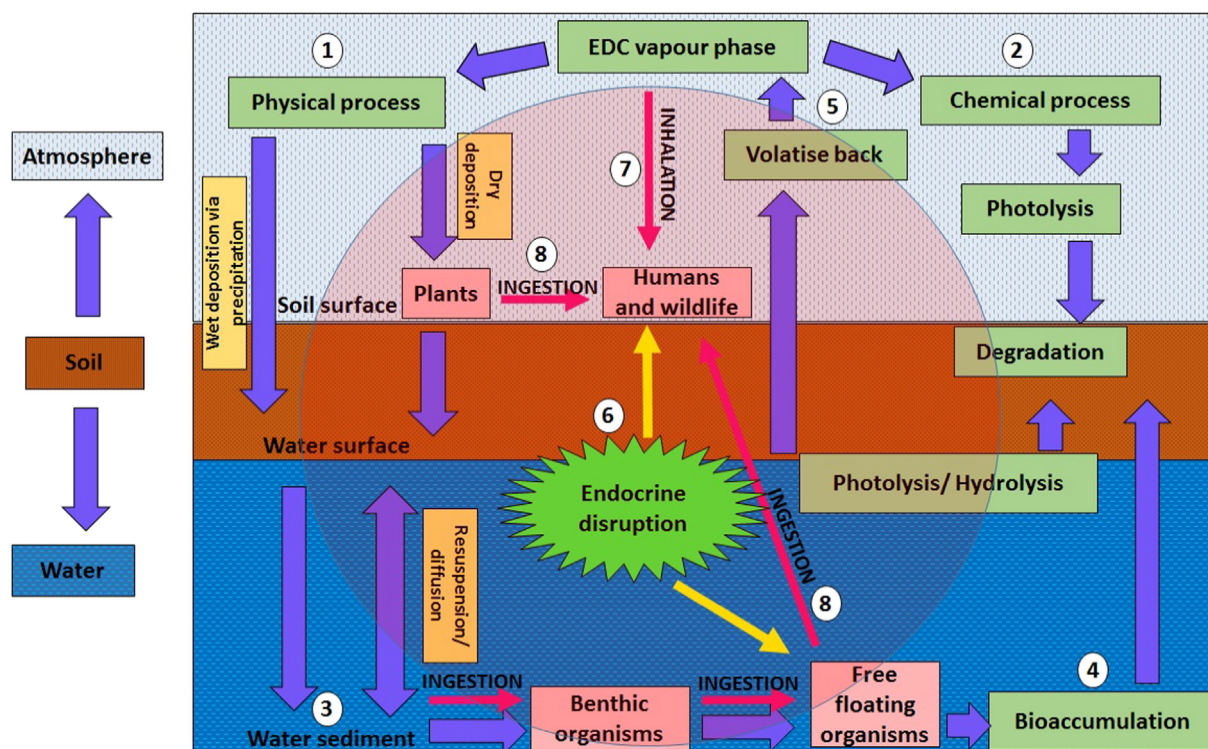 1
EDC vapour phase
2
Physical process
Chemical process
5
Atmosphere
Volatise back
Dry
deposition
7
INHALATION
Photolysis
Wet deposition via
precipitation
8
Plants
INGESTION
Humans
and wildlife
Soil surface
Soil
Degradation
6
Water surface
Photolysis/ Hydrolysis
Endocrine
disruption
INGESTION
Water
Resuspension/
diffusion
8
INGESTION
INGESTION
Free
floating
organisms
4
3
Water sediment
Benthic
organisms
Bioaccumulation